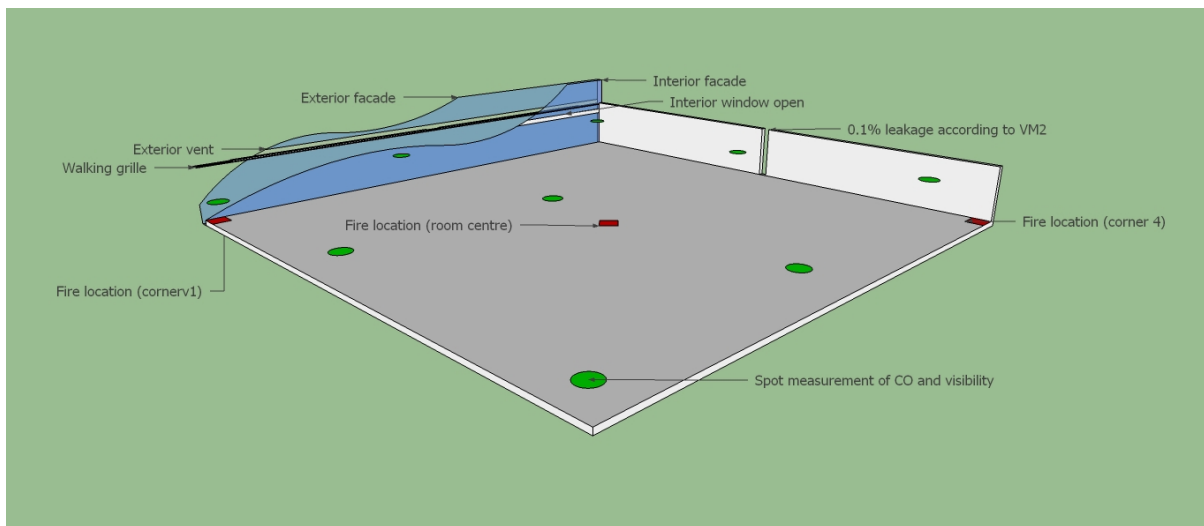 Interior facade
Exterior facade
Interior window open
0.1% leakage according to VM2
Exterior vent
Walking grille
Fire location (room centre)
Fire location (corner 4)
Fire location (cornerv1)
Spot measurement of CO and visibility